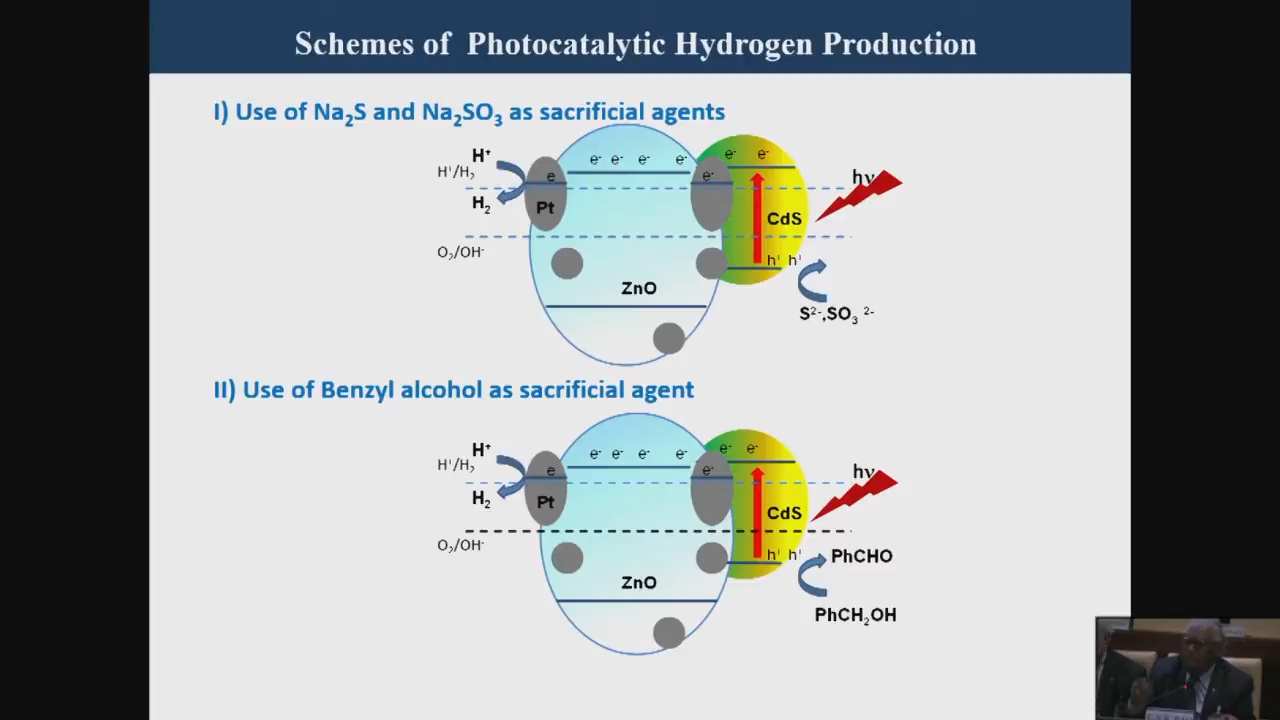 Schemes of Photocatalytic Hydrogen Production
I) Use of Na₂S and Na₂SO₃ as sacrificial agents
H⁺
H⁺/H₂
H₂
e
Pt
e⁻ e⁻ e⁻ e⁻
e⁻
e⁻ e⁻
hν
CdS
O₂/OH⁻
h⁺ h⁺
ZnO
S²⁻,SO₃ ²⁻
II) Use of Benzyl alcohol as sacrificial agent
H⁺
H⁺/H₂
H₂
e
Pt
e⁻ e⁻ e⁻ e⁻
e⁻
e⁻ e⁻
hν
CdS
O₂/OH⁻
h⁺ h⁺
PhCHO
ZnO
PhCH₂OH